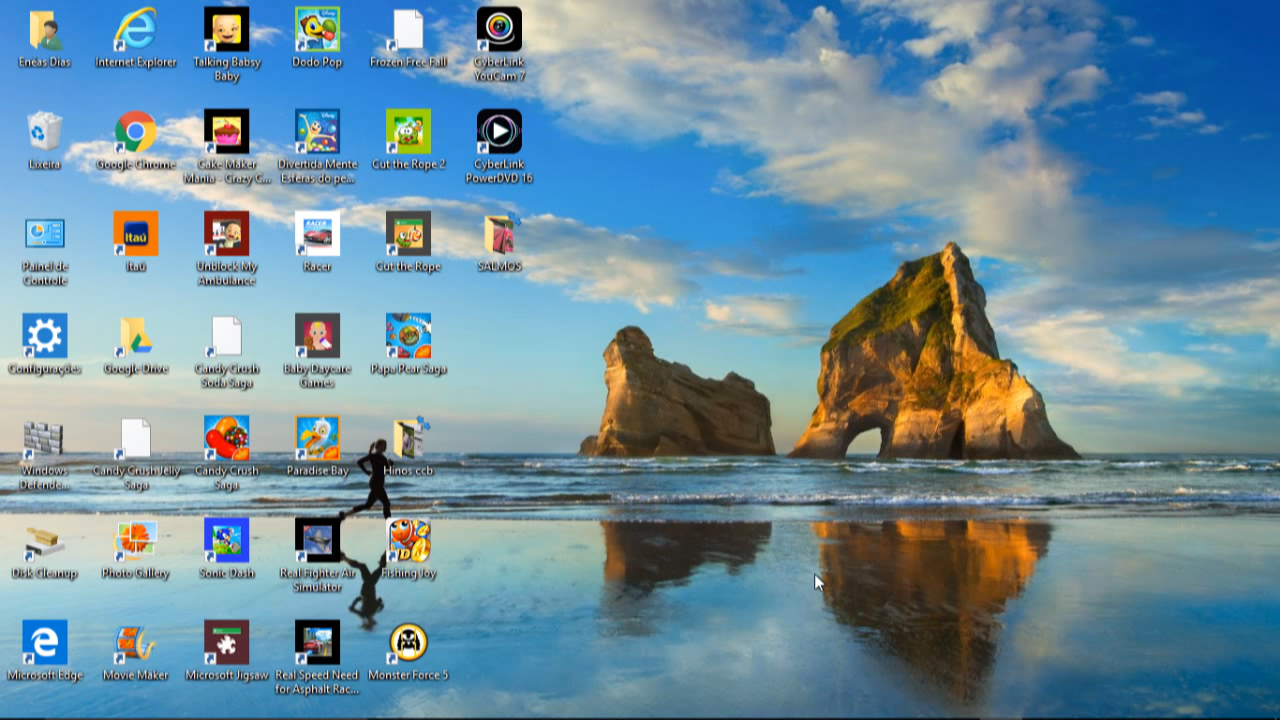 Enéas Dias
Internet Explorer
Talking Babsy
Baby
Dodo Pop
Frozen Free Fall
CyberLink
YouCam 7
Lixeira
Google Chrome
Cake Maker
Mania - Crazy C...
Divertida Mente
Esferas do pe...
Cut the Rope 2
CyberLink
PowerDVD 16
Painel de
Controle
Itaú
Itaú
Unblock My
Ambulance
RACER
Racer
Cut the Rope
SALMOS
Configurações
Google Drive
Candy Crush
Soda Saga
Baby Daycare
Games
Papa Pear Saga
Windows
Defende...
Candy Crush Jelly
Saga
Candy Crush
Saga
Paradise Bay
Hinos ccb
Disk Cleanup
Photo Gallery
Sonic Dash
Real Fighter Air
Simulator
Fishing Joy
Microsoft Edge
Movie Maker
Microsoft Jigsaw
Real Speed Need
for Asphalt Rac...
Monster Force 5